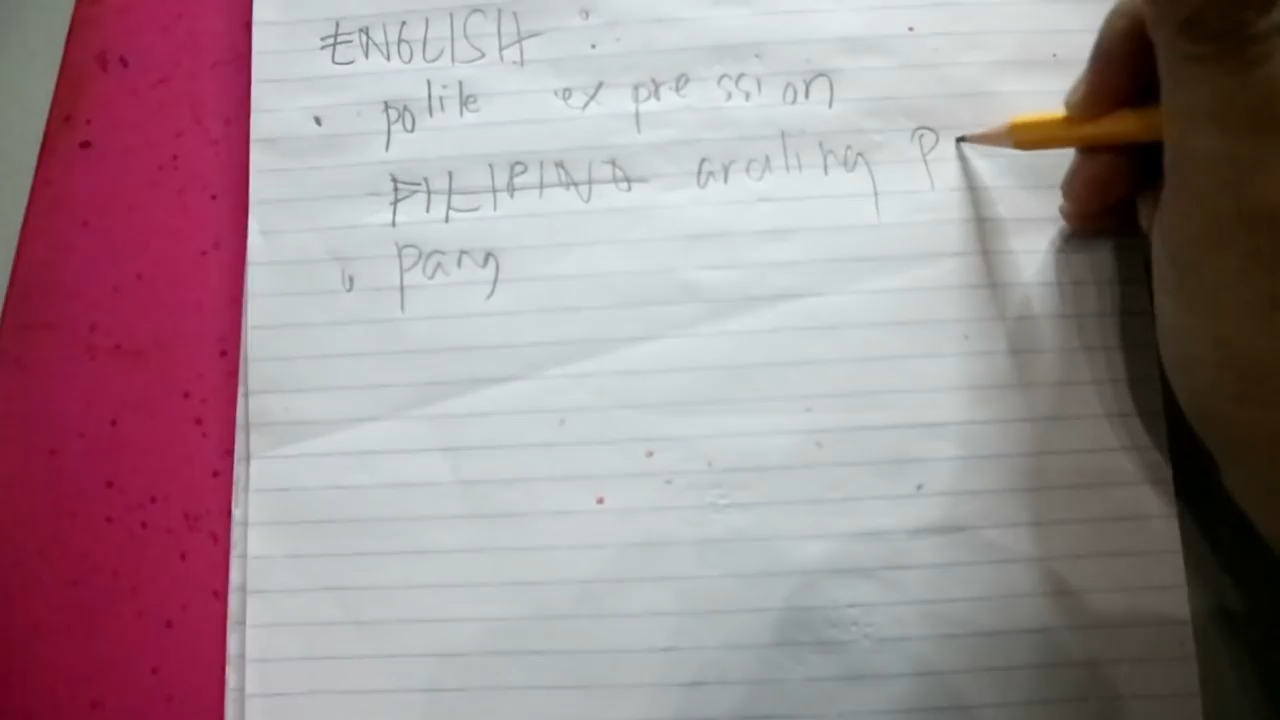 ENGLISH :
• polite expression
FILIPINO araling P
• pang